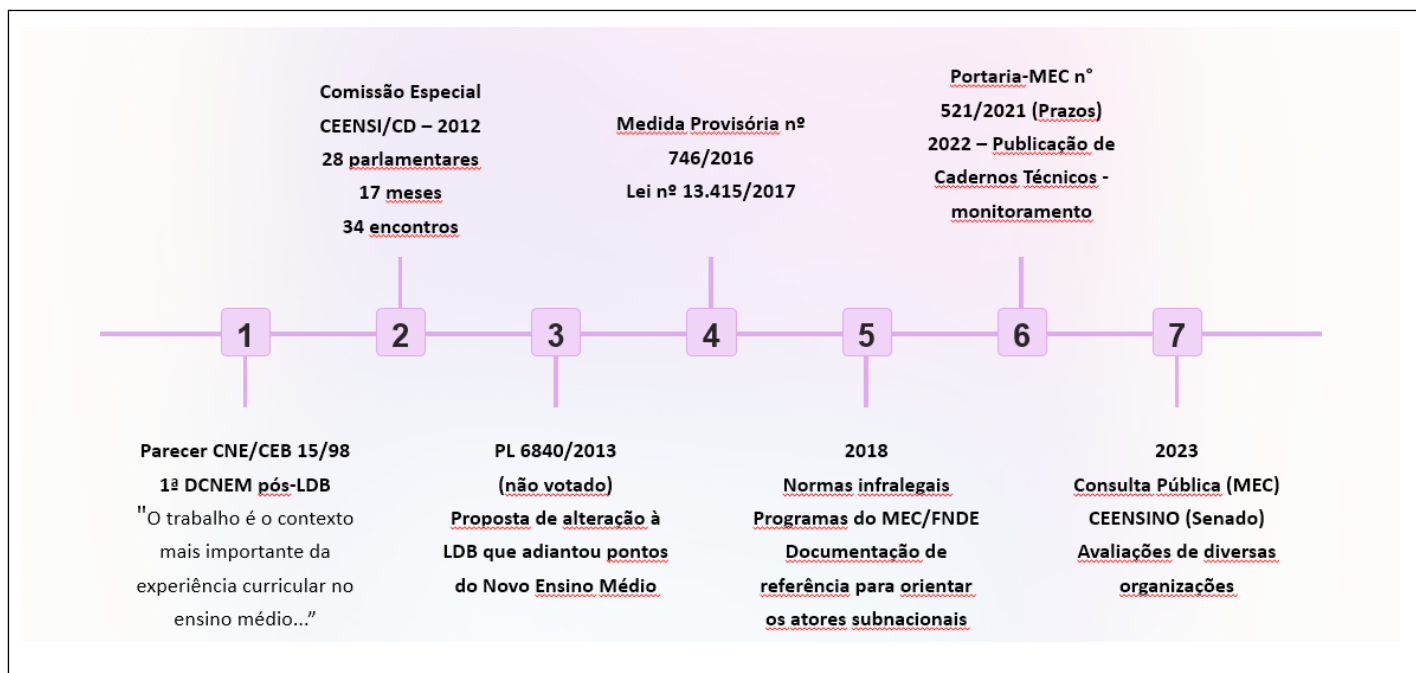 Comissão Especial
CEENSI/CD – 2012
28 parlamentares
17 meses
34 encontros
Medida Provisória nº
746/2016
Lei nº 13.415/2017
Portaria-MEC n°
521/2021 (Prazos)
2022 – Publicação de
Cadernos Técnicos -
monitoramento
1
2
3
4
5
6
7
Parecer CNE/CEB 15/98
1ª DCNEM pós-LDB
"O trabalho é o contexto
mais importante da
experiência curricular no
ensino médio...”
PL 6840/2013
(não votado)
Proposta de alteração à
LDB que adiantou pontos
do Novo Ensino Médio
2018
Normas infralegais
Programas do MEC/FNDE
Documentação de
referência para orientar
os atores subnacionais
2023
Consulta Pública (MEC)
CEENSINO (Senado)
Avaliações de diversas
organizações